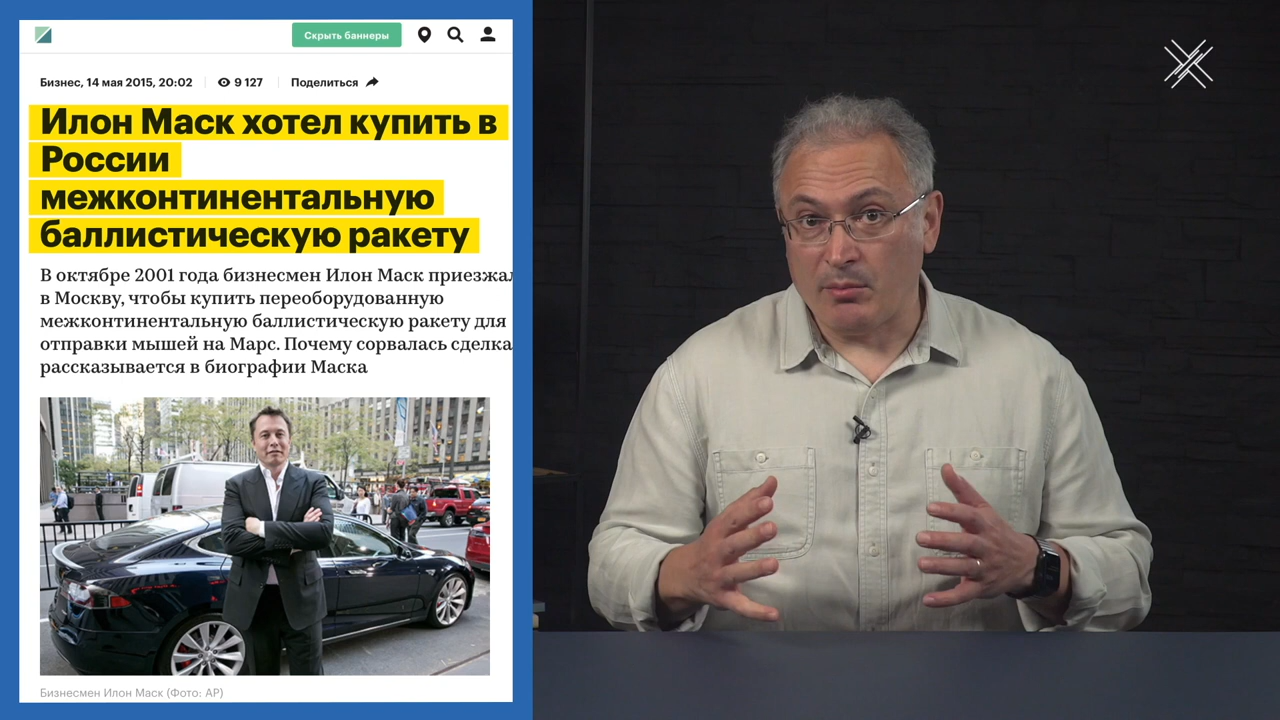 Скрыть баннеры
Бизнес, 14 мая 2015, 20:02 9 127 Поделиться
Илон Маск хотел купить в
России
межконтинентальную
баллистическую ракету
В октябре 2001 года бизнесмен Илон Маск приезжал
в Москву, чтобы купить переоборудованную
межконтинентальную баллистическую ракету для
отправки мышей на Марс. Почему сорвалась сделка
рассказывается в биографии Маска
Бизнесмен Илон Маск (Фото: AP)